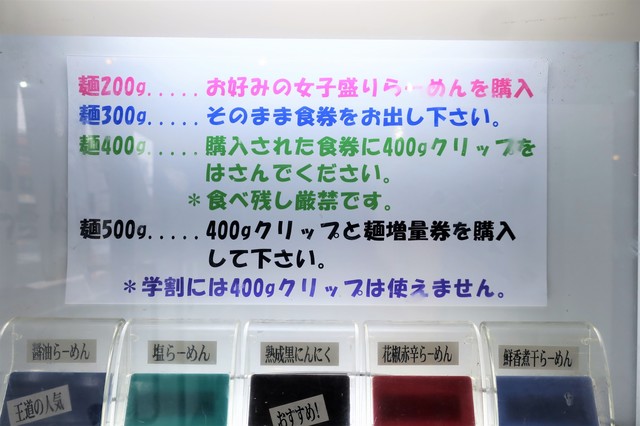 麺200g.....お好みの女子盛りらーめんを購入
麺300g.....そのまま食券をお出し下さい。
麺400g.....購入された食券に400gクリップを
はさんでください。
＊食べ残し厳禁です。
麺500g.....400gクリップと麺増量券を購入
して下さい。
＊学割には400gクリップは使えません。
醤油らーめん
塩らーめん
熟成黒にんにく
花椒赤辛らーめん
鮮香煮干らーめん
王道の人気
おすすめ!